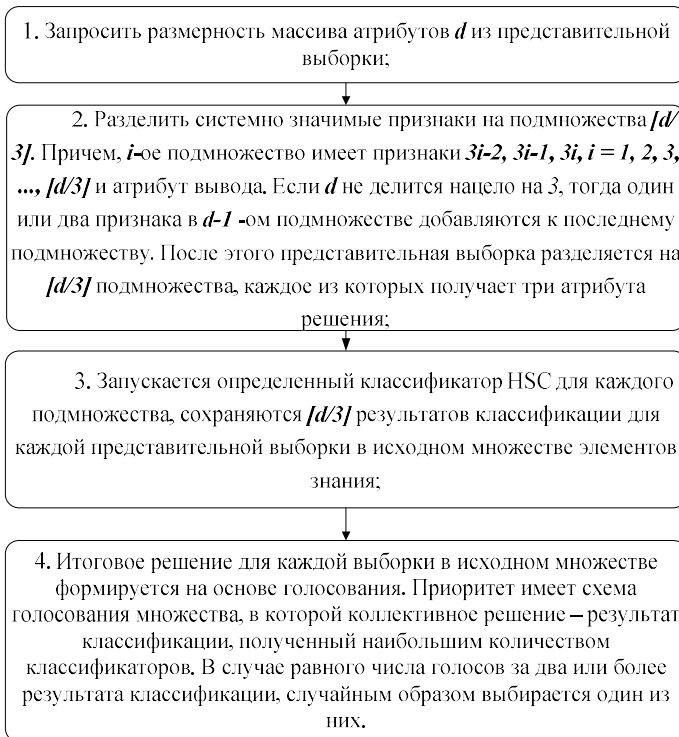 1. Запросить размерность массива атрибутов d из представительной
выборки;
2. Разделить системно значимые признаки на подмножества [d/
3]. Причем, i-ое подмножество имеет признаки 3i-2, 3i-1, 3i, i = 1, 2, 3,
..., [d/3] и атрибут вывода. Если d не делится нацело на 3, тогда один
или два признака в d-1 -ом подмножестве добавляются к последнему
подмножеству. После этого представительная выборка разделяется на
[d/3] подмножества, каждое из которых получает три атрибута
решения;
3. Запускается определенный классификатор HSC для каждого
подмножества, сохраняются [d/3] результатов классификации для
каждой представительной выборки в исходном множестве элементов
знания;
4. Итоговое решение для каждой выборки в исходном множестве
формируется на основе голосования. Приоритет имеет схема
голосования множества, в которой коллективное решение – результат
классификации, полученный наибольшим количеством
классификаторов. В случае равного числа голосов за два или более
результата классификации, случайным образом выбирается один из
них.